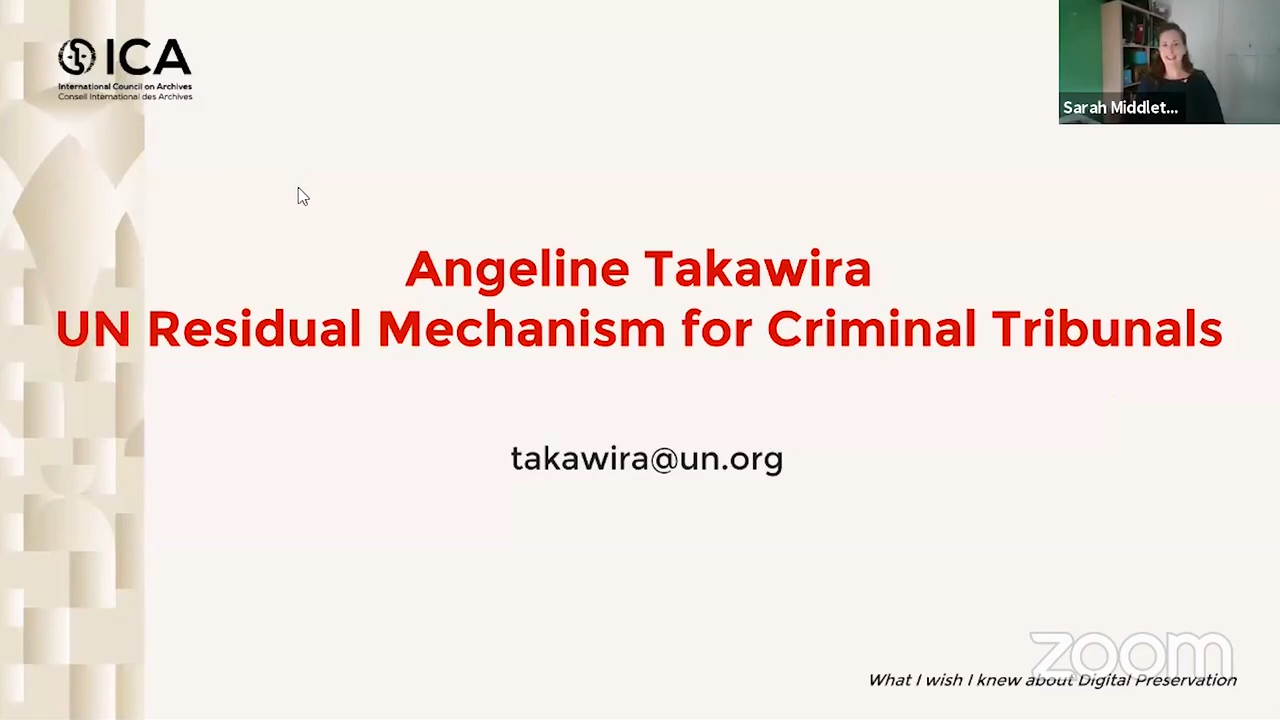 ICA
International Council on Archives
Conseil International des Archives
Sarah Middlet...
Angeline Takawira
UN Residual Mechanism for Criminal Tribunals
takawira@un.org
zoom
What I wish I knew about Digital Preservation